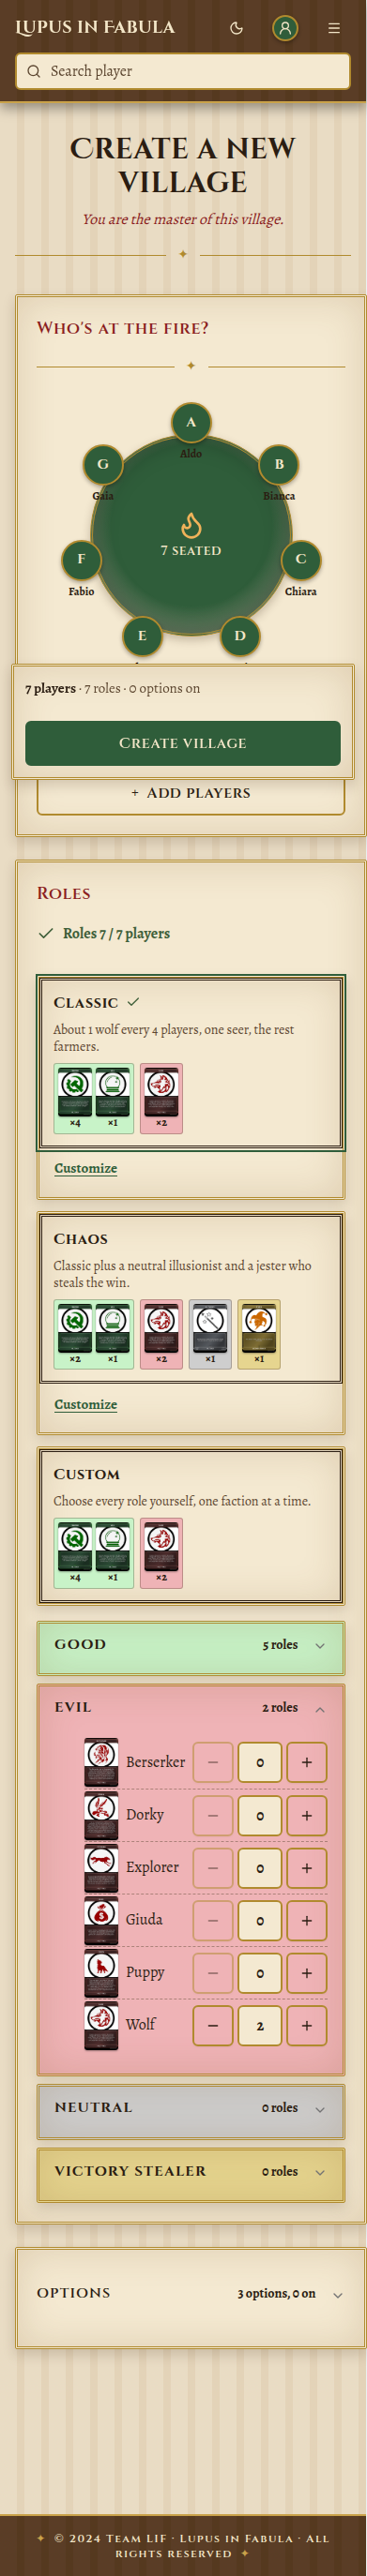 Lupus in Fabula
Search player
Create a new
village
You are the master of this village.
Who's at the fire?
A
Aldo
G
Gaia
B
Bianca
7 seated
F
Fabio
C
Chiara
E
D
7 players · 7 roles · 0 options on
Create village
+ Add players
Roles
Roles 7 / 7 players
Classic
About 1 wolf every 4 players, one seer, the rest
farmers.
×4 ×1 ×2
Customize
Chaos
Classic plus a neutral illusionist and a jester who
steals the win.
×2 ×1 ×2 ×1 ×1
Customize
Custom
Choose every role yourself, one faction at a time.
×4 ×1 ×2
GOOD 5 roles
EVIL 2 roles
Berserker − 0 +
Dorky − 0 +
Explorer − 0 +
Giuda − 0 +
Puppy − 0 +
Wolf − 2 +
NEUTRAL 0 roles
VICTORY STEALER 0 roles
Options 3 options, 0 on
© 2024 Team LIF · Lupus in Fabula · All
rights reserved